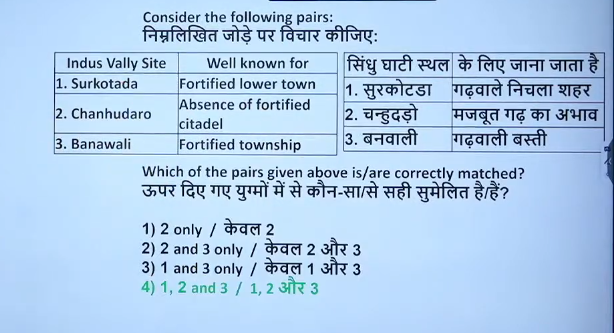 Consider the following pairs:
निम्नलिखित जोड़े पर विचार कीजिए:
Indus Vally Site Well known for
1. Surkotada Fortified lower town
2. Chanhudaro Absence of fortified citadel
3. Banawali Fortified township
सिंधु घाटी स्थल के लिए जाना जाता है
1. सुरकोटडा गढ़वाले निचला शहर
2. चन्हुदड़ो मजबूत गढ़ का अभाव
3. बनवाली गढ़वाली बस्ती
Which of the pairs given above is/are correctly matched?
ऊपर दिए गए युग्मों में से कौन-सा/से सही सुमेलित है/हैं?
1) 2 only / केवल 2
2) 2 and 3 only / केवल 2 और 3
3) 1 and 3 only / केवल 1 और 3
4) 1, 2 and 3 / 1, 2 और 3